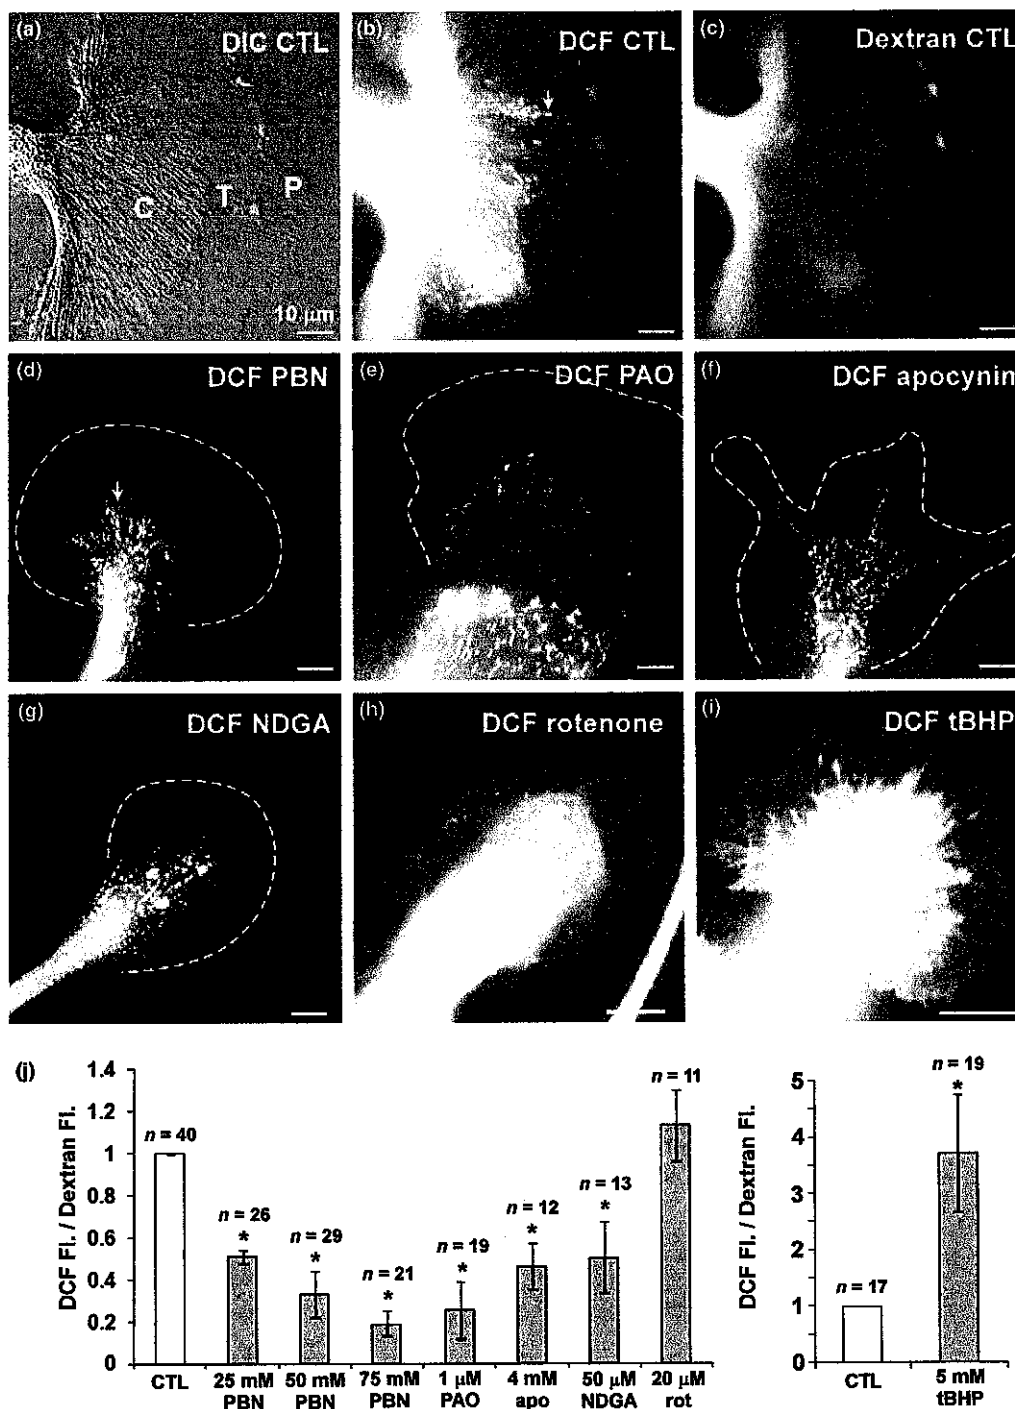 (a) DIC CTL
C T P
10 μm
(b) DCF CTL
(c) Dextran CTL
(d) DCF PBN
(e) DCF PAO
(f) DCF apocynin
(g) DCF NDGA
(h) DCF rotenone
(i) DCF tBHP
(j)
DCF Fl. / Dextran Fl.
1.4
1.2
1
0.8
0.6
0.4
0.2
0
n = 40
n = 26
*
n = 29
*
n = 21
*
n = 19
*
n = 12
*
n = 13
*
n = 11
CTL
25 mM PBN
50 mM PBN
75 mM PBN
1 μM PAO
4 mM apo
50 μM NDGA
20 μM rot
DCF Fl. / Dextran Fl.
5
4
3
2
1
0
n = 17
n = 19
*
CTL
5 mM tBHP